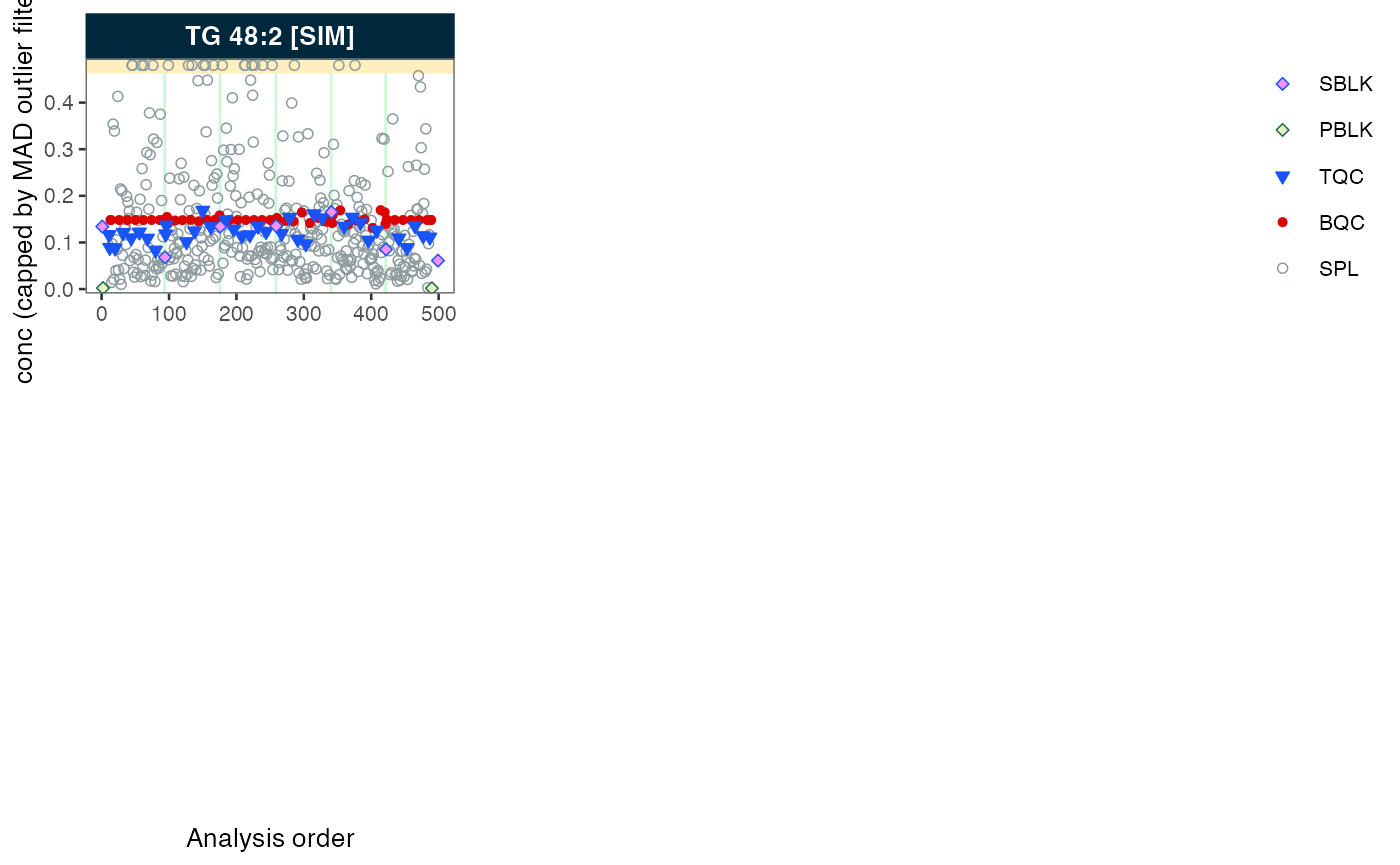 TG 48:2 [SIM]
conc (capped by MAD outlier
0.4
0.3
0.2
0.1
0.0
0 100 200 300 400 500
Analysis order
SBLK
PBLK
TQC
BQC
SPL